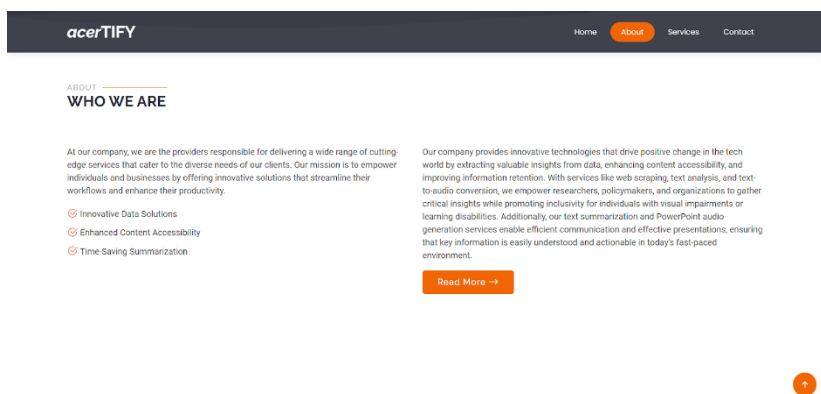 acerTIFY
Home About Services Contact
ABOUT
WHO WE ARE
At our company, we are the providers responsible for delivering a wide range of cutting-
edge services that cater to the diverse needs of our clients. Our mission is to empower
individuals and businesses by offering innovative solutions that streamline their
workflows and enhance their productivity.
Innovative Data Solutions
Enhanced Content Accessibility
Time-Saving Summarization
Our company provides innovative technologies that drive positive change in the tech
world by extracting valuable insights from data, enhancing content accessibility, and
improving information retention. With services like web scraping, text analysis, and text-
to-audio conversion, we empower researchers, policymakers, and organizations to gather
critical insights while promoting inclusivity for individuals with visual impairments or
learning disabilities. Additionally, our text summarization and PowerPoint audio
generation services enable efficient communication and effective presentations, ensuring
that key information is easily understood and actionable in today's fast-paced
environment.
Read More →